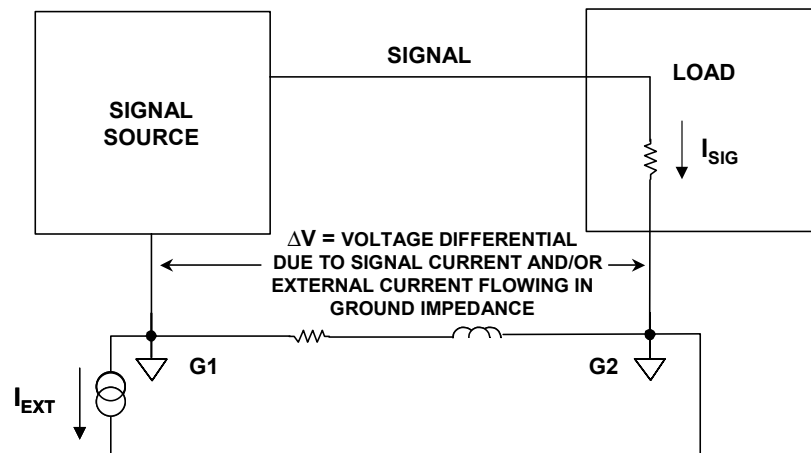 SIGNAL
LOAD
SIGNAL
SOURCE
I_SIG
ΔV = VOLTAGE DIFFERENTIAL
DUE TO SIGNAL CURRENT AND/OR
EXTERNAL CURRENT FLOWING IN
GROUND IMPEDANCE
G1
G2
I_EXT